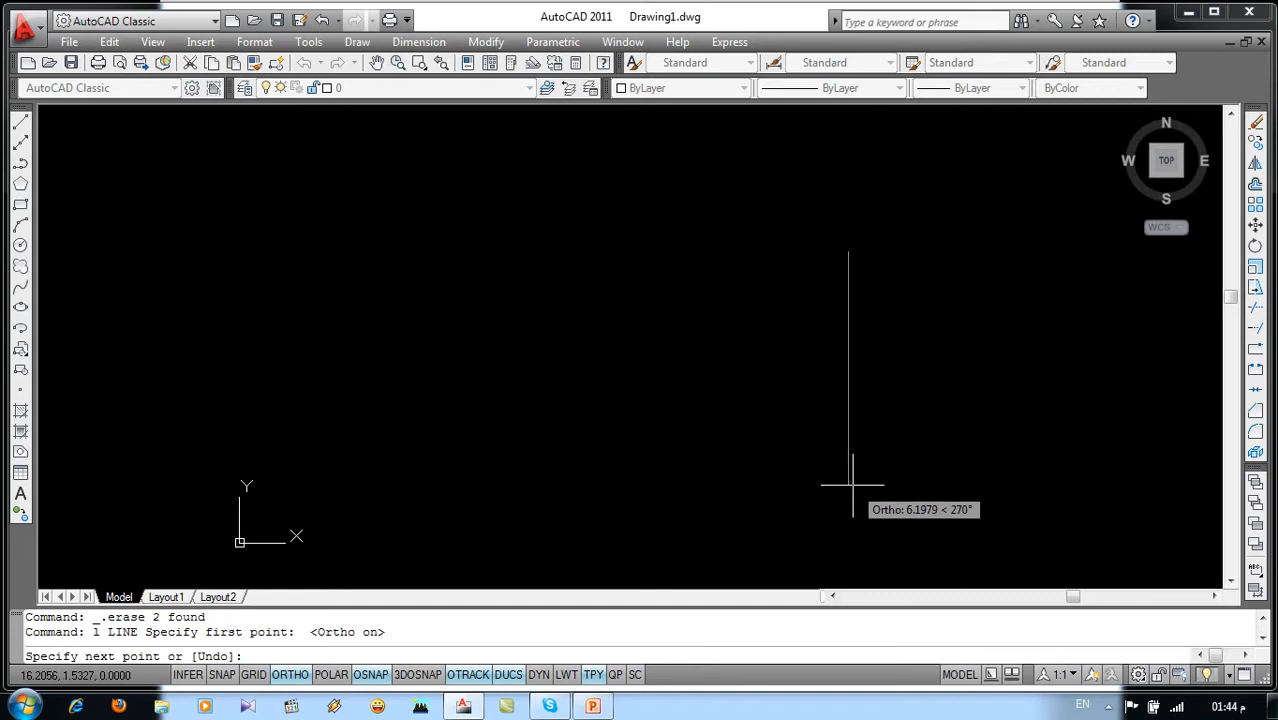 AutoCAD Classic
AutoCAD 2011 Drawing1.dwg
Type a keyword or phrase
File Edit View Insert Format Tools Draw Dimension Modify Parametric Window Help Express
Standard Standard Standard Standard
AutoCAD Classic 0 ByLayer ByLayer ByLayer ByColor
N
W TOP E
S
WCS
Y
X
Ortho: 6.1979 < 270°
Model Layout1 Layout2
Command: _.erase 2 found
Command: l LINE Specify first point: <Ortho on>
Specify next point or [Undo]:
16.2056, 1.5327, 0.0000 INFER SNAP GRID ORTHO POLAR OSNAP 3DOSNAP OTRACK DUCS DYN LWT TPY QP SC MODEL 1:1
EN 01:44 م